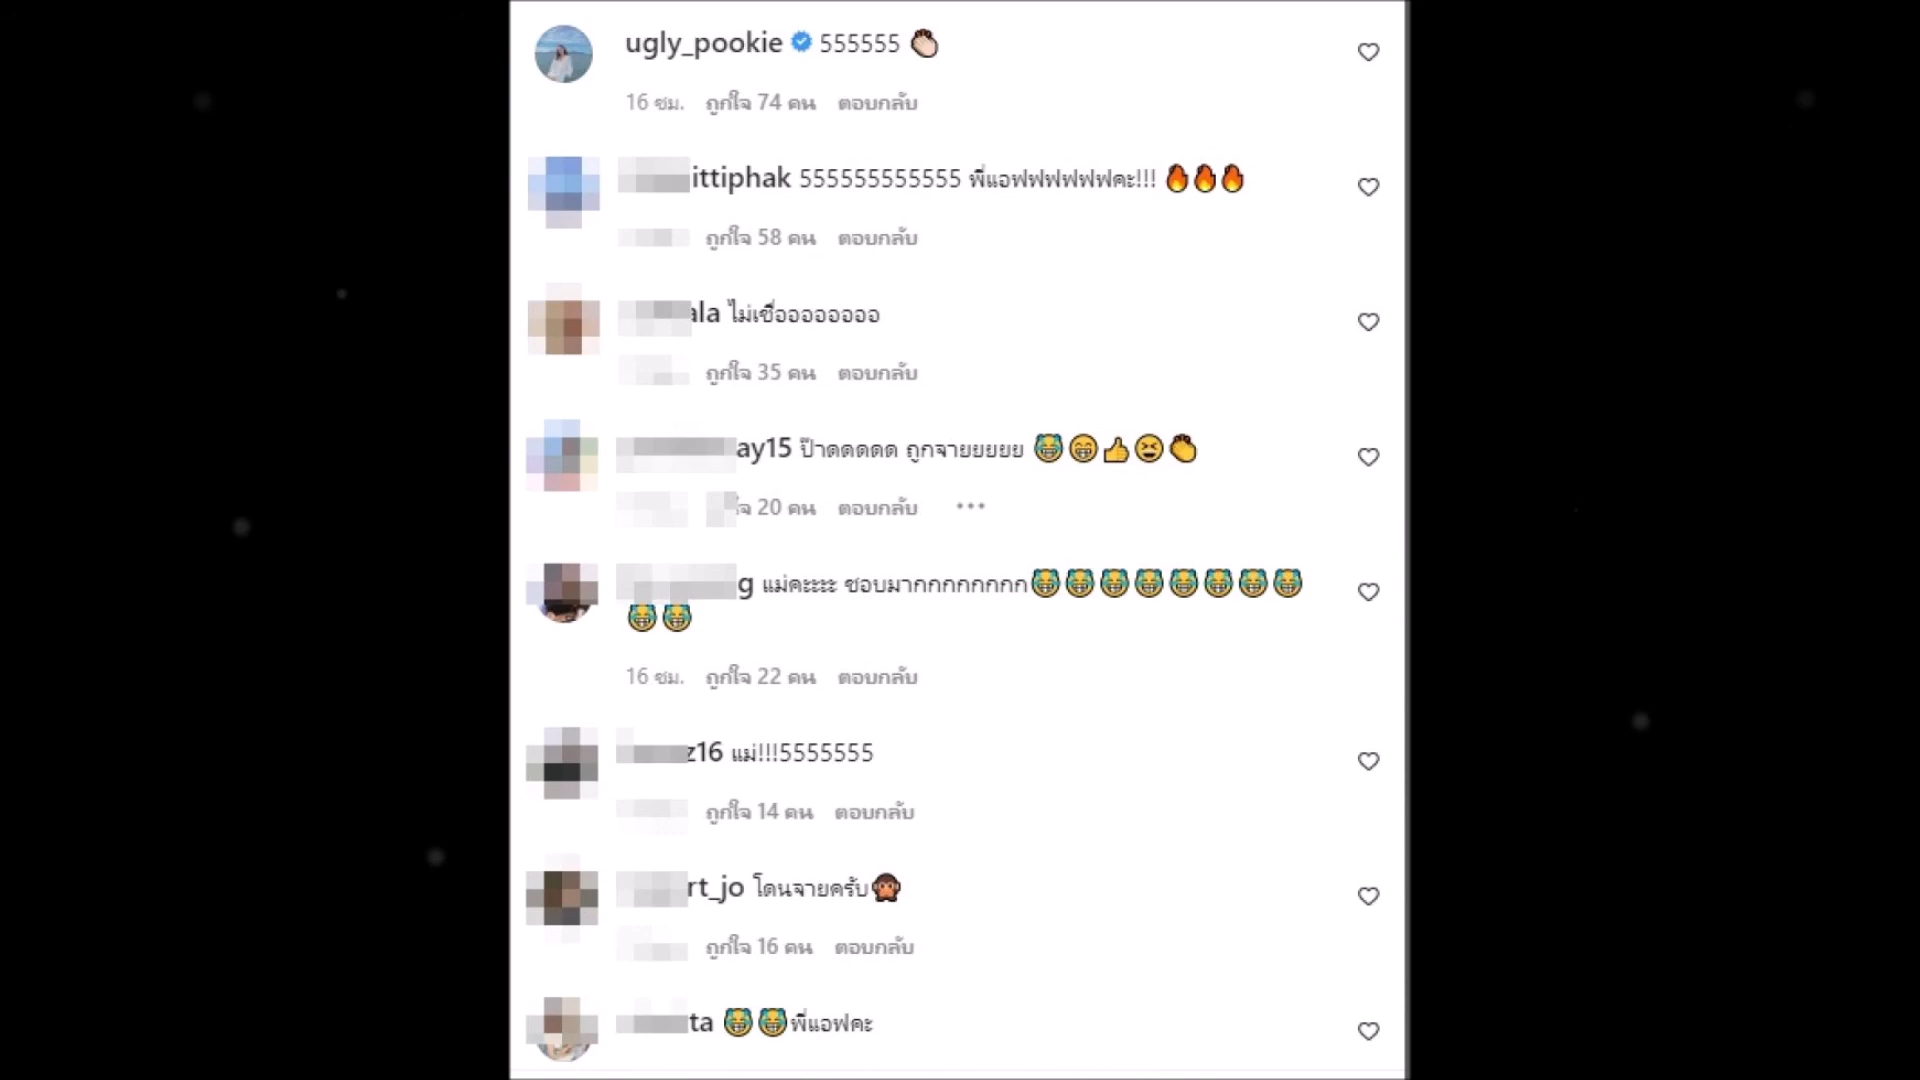 ugly_pookie 555555 👏
16 ซม. ถูกใจ 74 คน ตอบกลับ
ittiphak 555555555555 พี่แอฟฟฟฟฟฟคะ!!! 🔥🔥🔥
ถูกใจ 58 คน ตอบกลับ
ala ไม่เชื่ออออออออ
ถูกใจ 35 คน ตอบกลับ
ay15 ป๊าดดดดด ถูกจายยยยย 😹😁👍😆👏
ใจ 20 คน ตอบกลับ •••
g แม่คะะะะ ชอบมากกกกกกกก😹😹😹😹😹😹😹😹
😹😹
16 ซม. ถูกใจ 22 คน ตอบกลับ
z16 แม่!!!5555555
ถูกใจ 14 คน ตอบกลับ
rt_jo โดนจายครับ🙊
ถูกใจ 16 คน ตอบกลับ
ta 😹😹พี่แอฟคะ